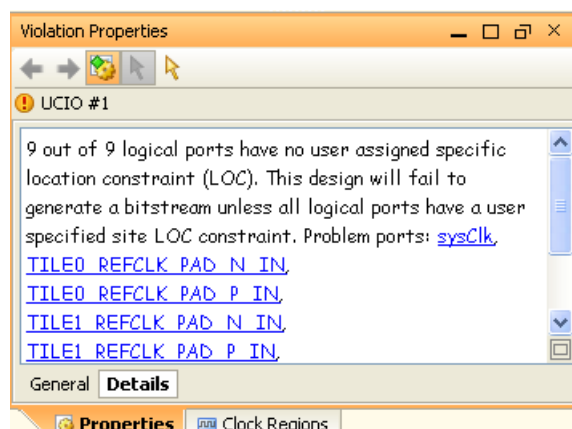 Violation Properties
UCIO #1
9 out of 9 logical ports have no user assigned specific
location constraint (LOC). This design will fail to
generate a bitstream unless all logical ports have a user
specified site LOC constraint. Problem ports: sysClk,
TILE0_REFCLK_PAD_N_IN,
TILE0_REFCLK_PAD_P_IN,
TILE1_REFCLK_PAD_N_IN,
TILE1_REFCLK_PAD_P_IN,
General Details
Properties Clock Regions